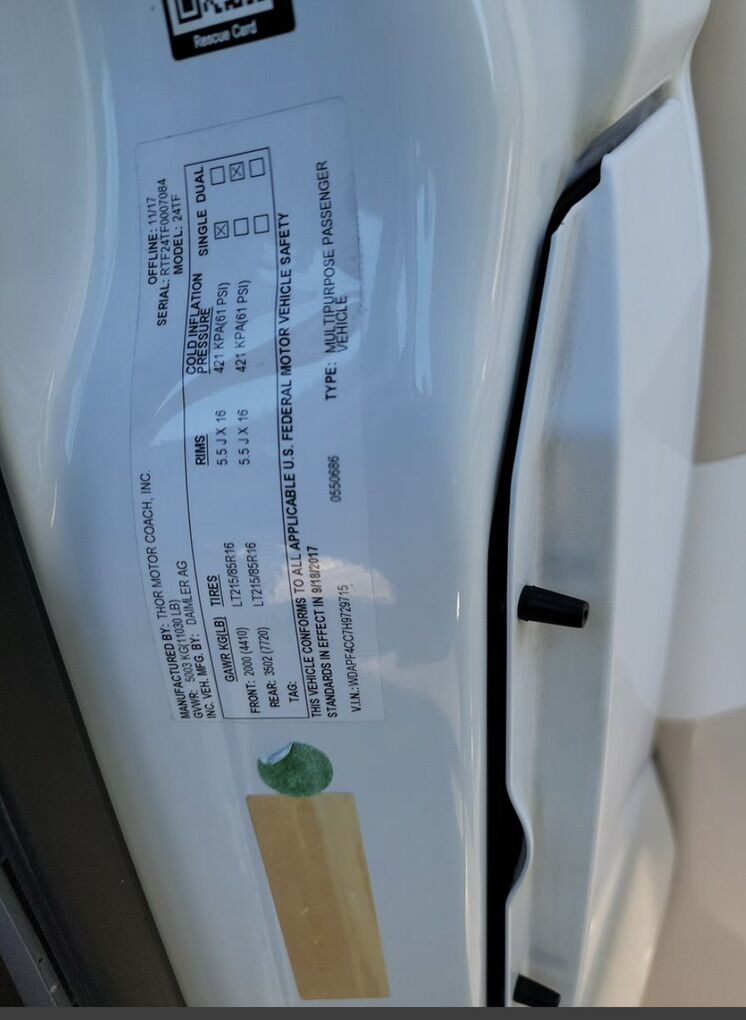 Rescue Card
OFFLINE: 11/17
SERIAL: RTF24TF0007084
MODEL: 24TF
MANUFACTURED BY: THOR MOTOR COACH, INC.
GVWR: 5003 KG(11030 LB)
INC. VEH. MFG. BY: DAIMLER AG
GAWR KG(LB) TIRES RIMS COLD INFLATION PRESSURE SINGLE DUAL
FRONT: 2000 (4410) LT215/85R16 5.5 J X 16 421 KPA(61 PSI) ☒ ☐
REAR: 3502 (7720) LT215/85R16 5.5 J X 16 421 KPA(61 PSI) ☐ ☒
TAG: ☐ ☐
THIS VEHICLE CONFORMS TO ALL APPLICABLE U.S. FEDERAL MOTOR VEHICLE SAFETY
STANDARDS IN EFFECT IN 9/18/2017
0550686
TYPE: MULTIPURPOSE PASSENGER
VEHICLE
V.I.N.:WDAPF4CC7H9729715